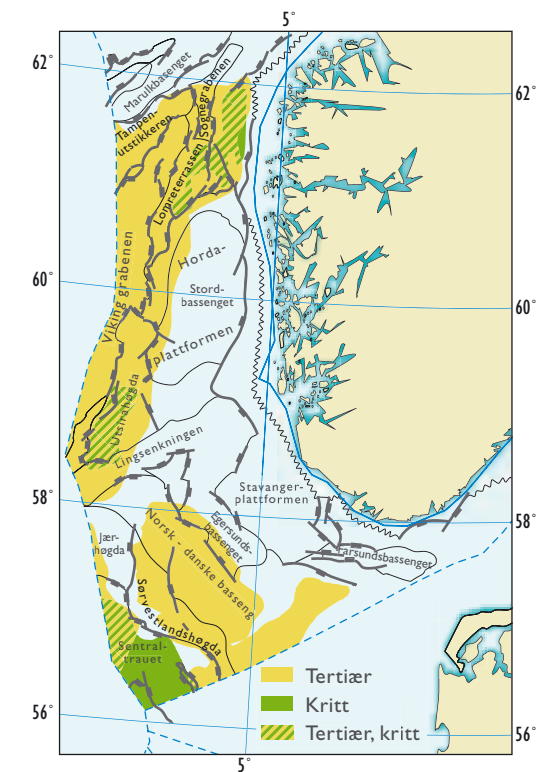 5°
62°
62°
Marulkbassenget
Tampen-
utstikkeren
Sognegrabenen
Lomreterrassen
Viking grabenen
Horda-
plattformen
Stord-
bassenget
60°
60°
Utsirahøgda
Lingsenkningen
58°
58°
Stavanger-
plattformen
Egersunds-
bassenget
Farsundsbassenget
Jær-
høgda
Norsk - danske basseng
Sørvestlandshøgda
Sentral-
trauet
Tertiær
Kritt
Tertiær, kritt
56°
56°
5°